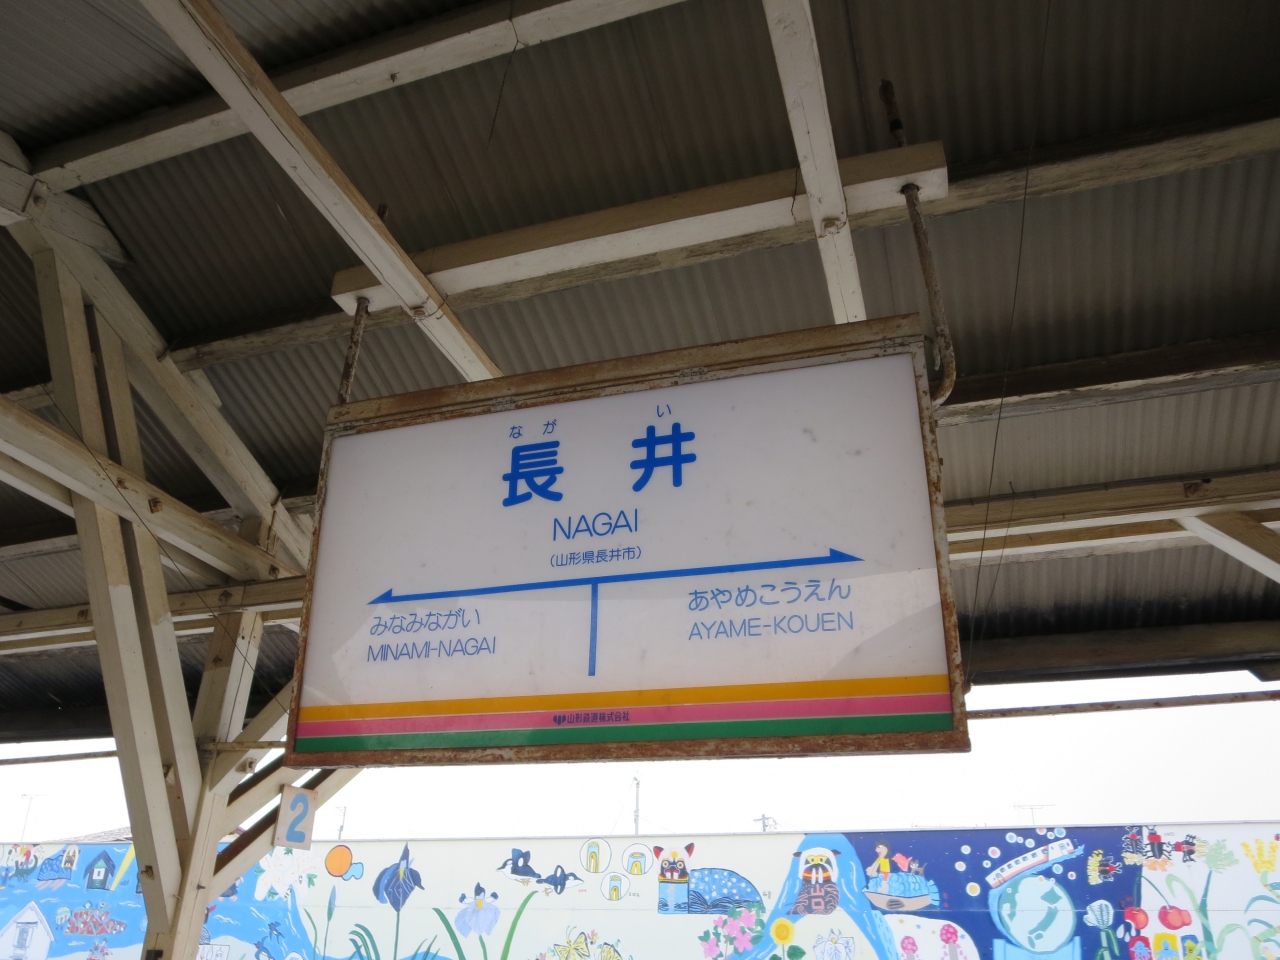 なが い
長 井
NAGAI
(山形県長井市)
みなみながい
MINAMI-NAGAI
あやめこうえん
AYAME-KOUEN
山形鉄道株式会社
2